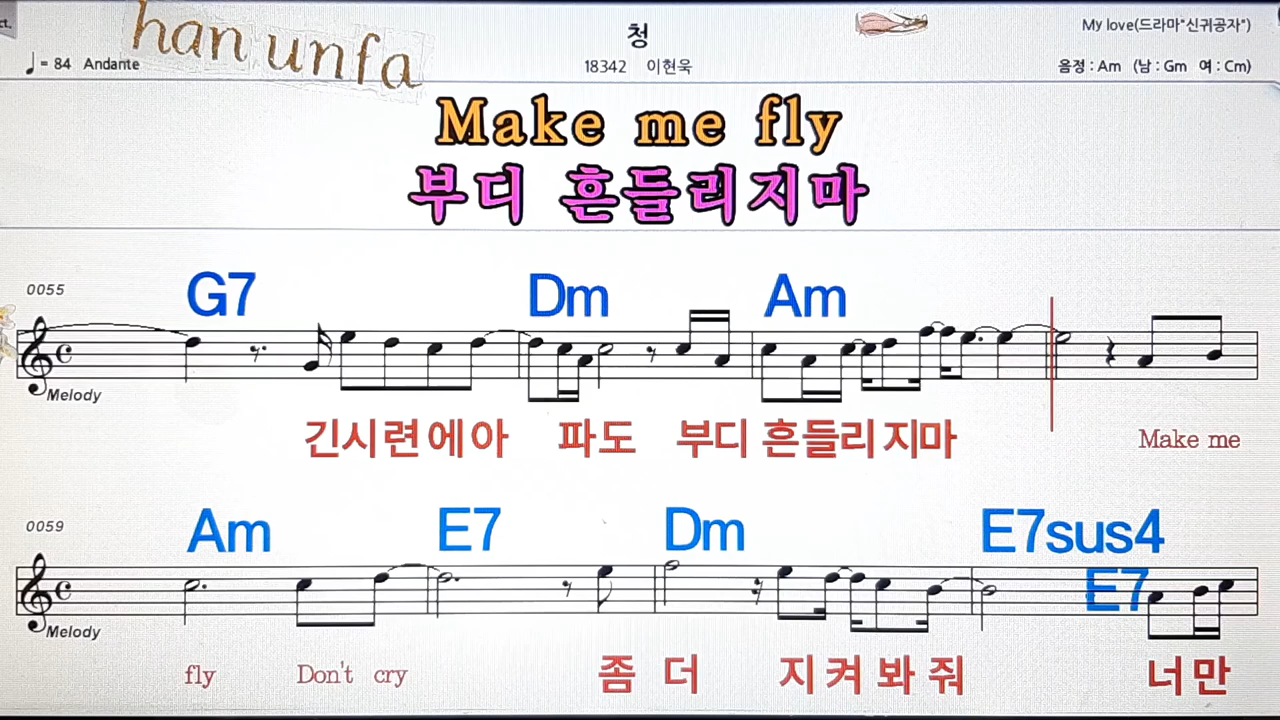 ct.
han unfa
청
My love(드라마"신귀공자")
♩= 84 Andante
18342 이현욱
음정 : Am (남 : Gm 여 : Cm)
Make me fly
부디 흔들리지마
0055
G7 Dm Am
Melody
긴시련에아 파도 부디 흔들리지마 Make me
0059
Am E7 Dm E7sus4
E7
Melody
fly Don't cry 좀 더 지켜봐줘 너만